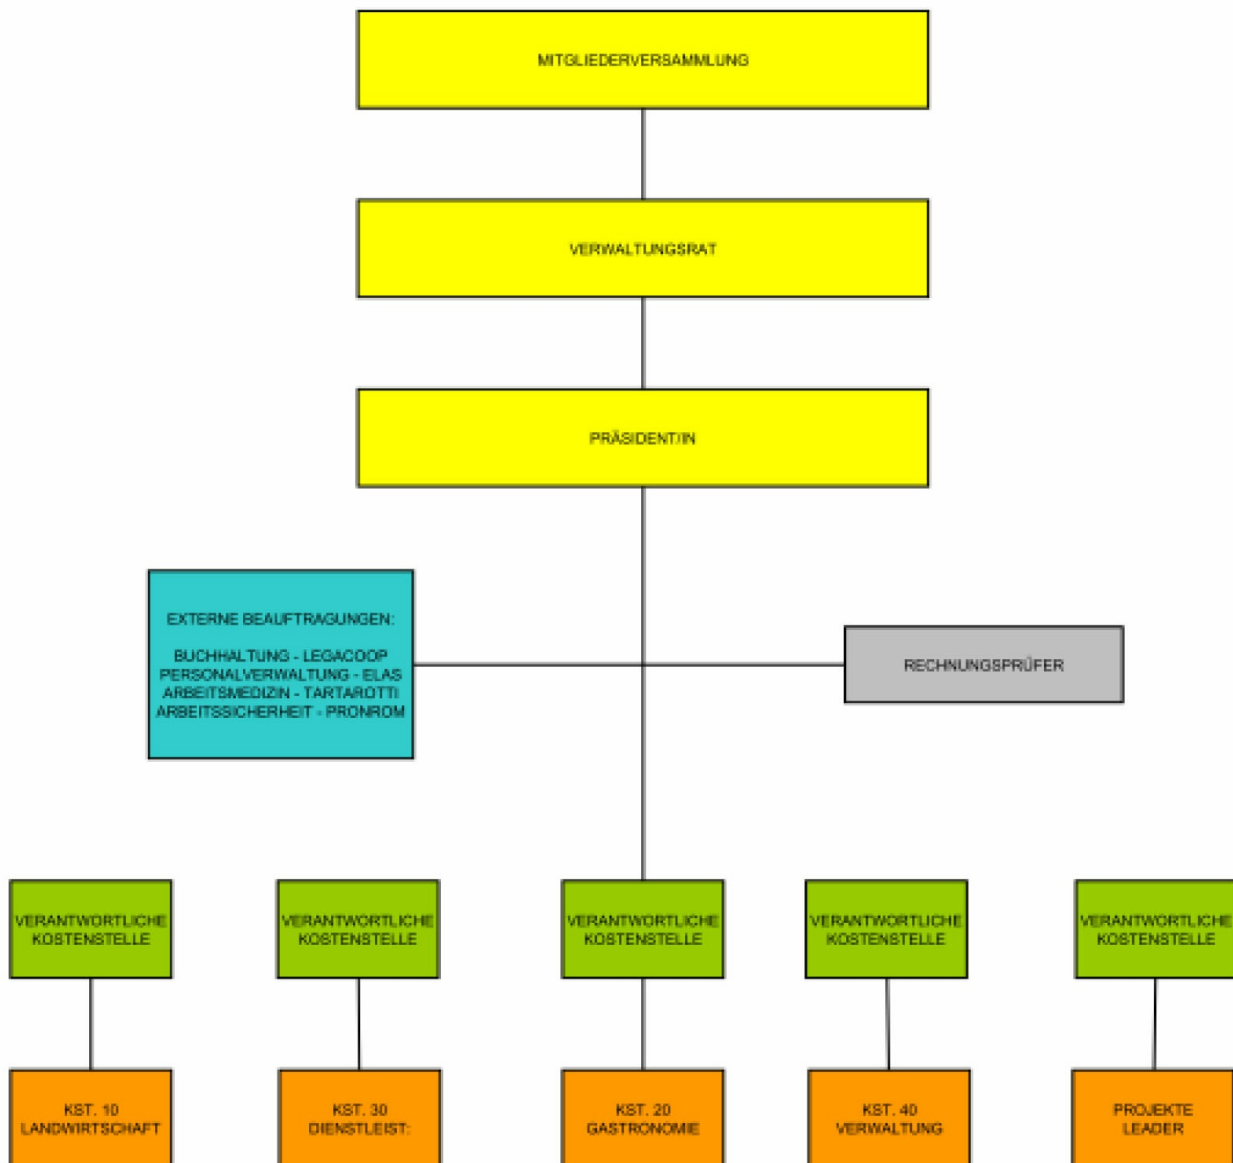 MITGLIEDERVERSAMMLUNG
VERWALTUNGSRAT
PRÄSIDENT/IN
EXTERNE BEAUFTRAGUNGEN:
BUCHHALTUNG - LEGACOOP
PERSONALVERWALTUNG - ELAS
ARBEITSMEDIZIN - TARTAROTTI
ARBEITSSICHERHEIT - PRONROM
RECHNUNGSPRÜFER
VERANTWORTLICHE
KOSTENSTELLE
VERANTWORTLICHE
KOSTENSTELLE
VERANTWORTLICHE
KOSTENSTELLE
VERANTWORTLICHE
KOSTENSTELLE
VERANTWORTLICHE
KOSTENSTELLE
KST. 10
LANDWIRTSCHAFT
KST. 30
DIENSTLEIST:
KST. 20
GASTRONOMIE
KST. 40
VERWALTUNG
PROJEKTE
LEADER